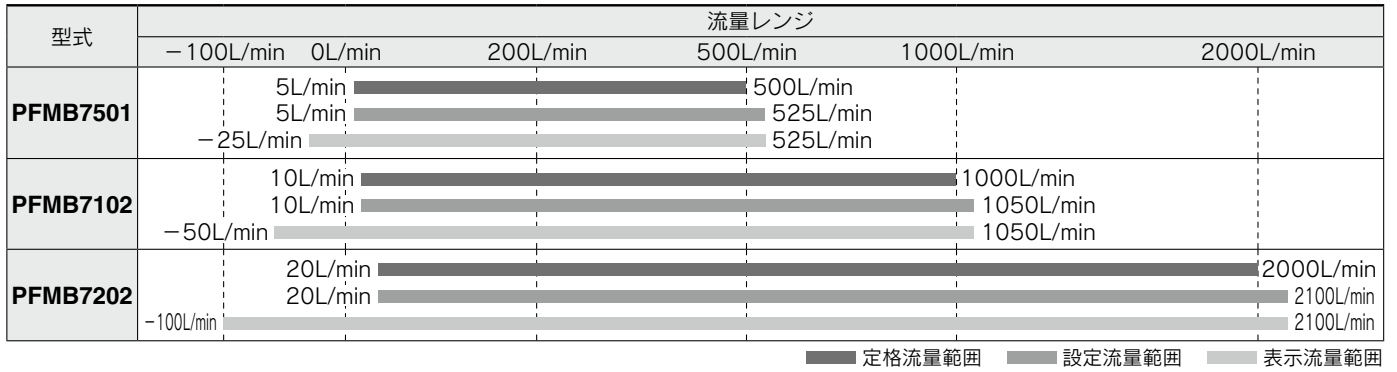 型式
流量レンジ
−100L/min 0L/min 200L/min 500L/min 1000L/min 2000L/min
PFMB7501
5L/min 500L/min
5L/min 525L/min
−25L/min 525L/min
PFMB7102
10L/min 1000L/min
10L/min 1050L/min
−50L/min 1050L/min
PFMB7202
20L/min 2000L/min
20L/min 2100L/min
−100L/min 2100L/min
定格流量範囲 設定流量範囲 表示流量範囲